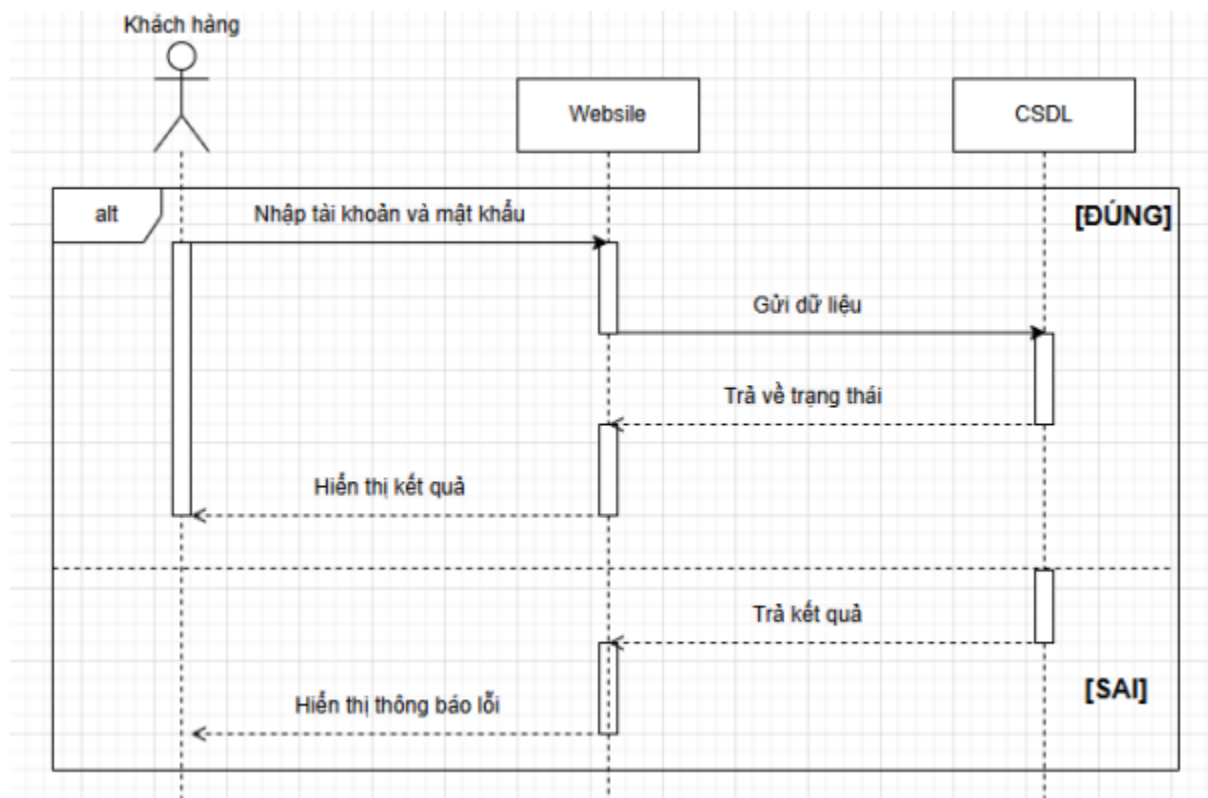 Khách hàng
Websile
CSDL
alt
Nhập tài khoản và mật khẩu
[ĐÚNG]
Gửi dữ liệu
Trả về trạng thái
Hiển thị kết quả
Trả kết quả
[SAI]
Hiển thị thông báo lỗi